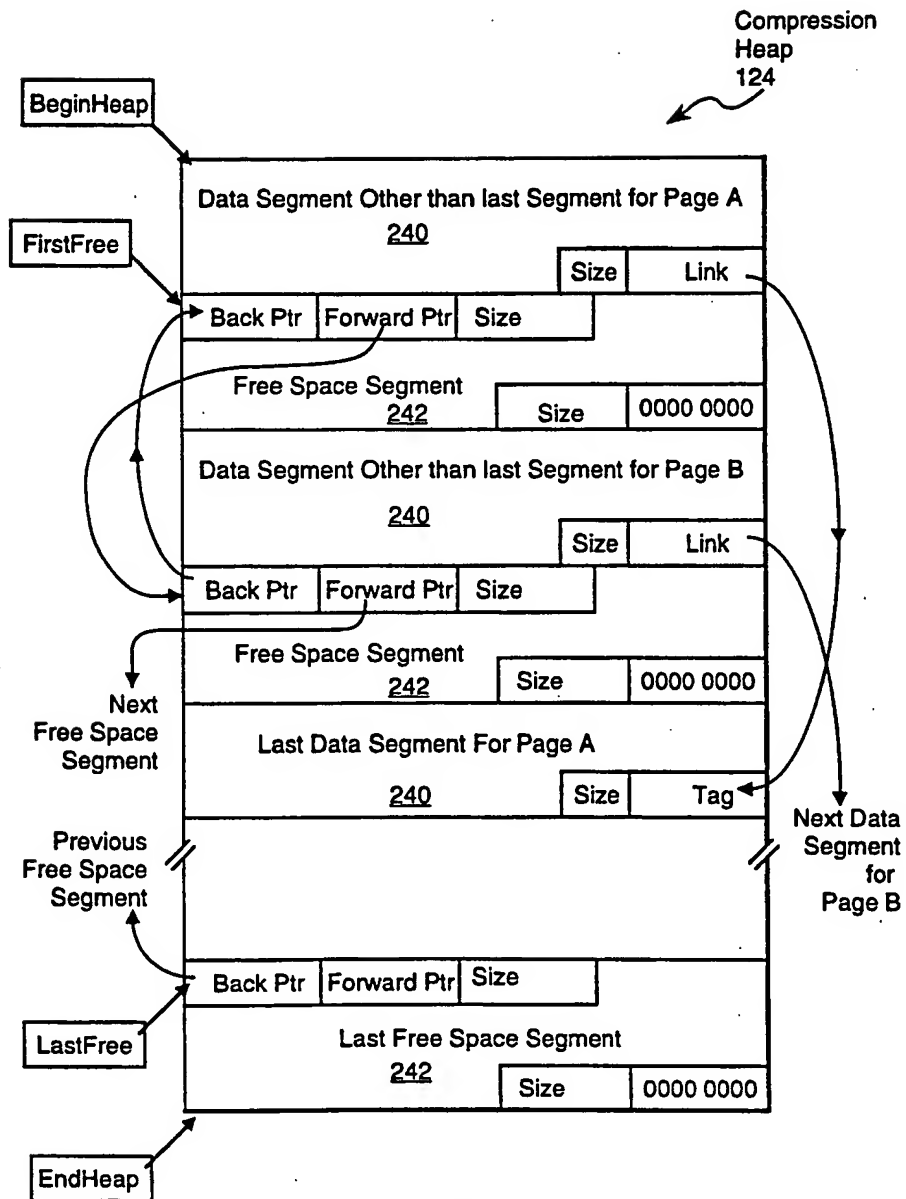 Compression
Heap
124
BeginHeap
Data Segment Other than last Segment for Page A
240
FirstFree
Size
Link
Back Ptr
Forward Ptr
Size
Free Space Segment
242
Size
0000 0000
Data Segment Other than last Segment for Page B
240
Size
Link
Back Ptr
Forward Ptr
Size
Free Space Segment
242
Size
0000 0000
Next
Free Space
Segment
Last Data Segment For Page A
240
Size
Tag
Next Data
Segment
for
Page B
Previous
Free Space
Segment
Back Ptr
Forward Ptr
Size
LastFree
Last Free Space Segment
242
Size
0000 0000
EndHeap